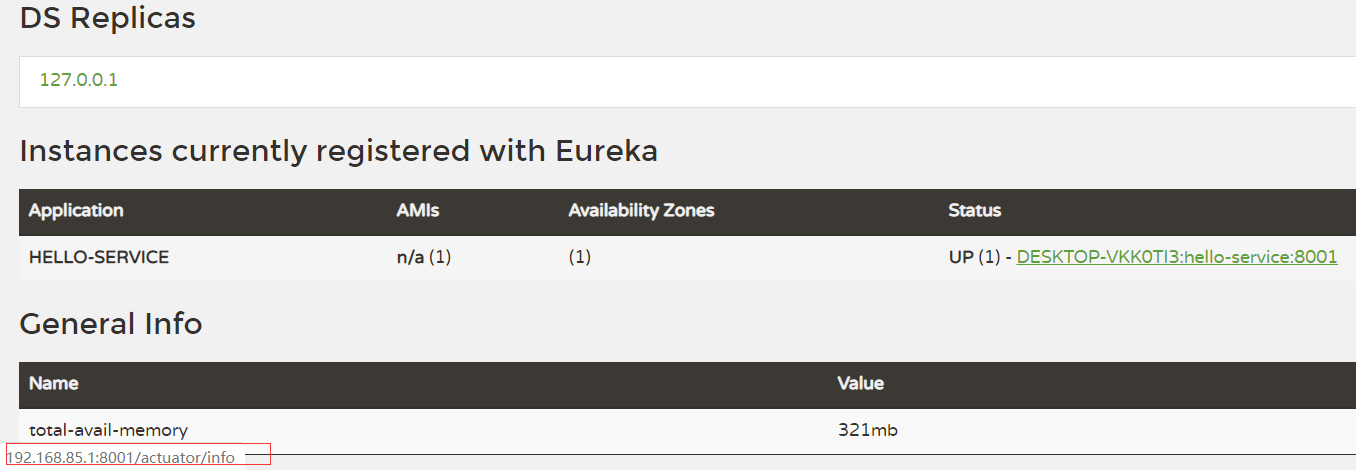 DS Replicas
127.0.0.1
Instances currently registered with Eureka
Application AMIs Availability Zones Status
HELLO-SERVICE n/a (1) (1) UP (1) - DESKTOP-VKK0TI3:hello-service:8001
General Info
Name Value
total-avail-memory 321mb
192.168.85.1:8001/actuator/info